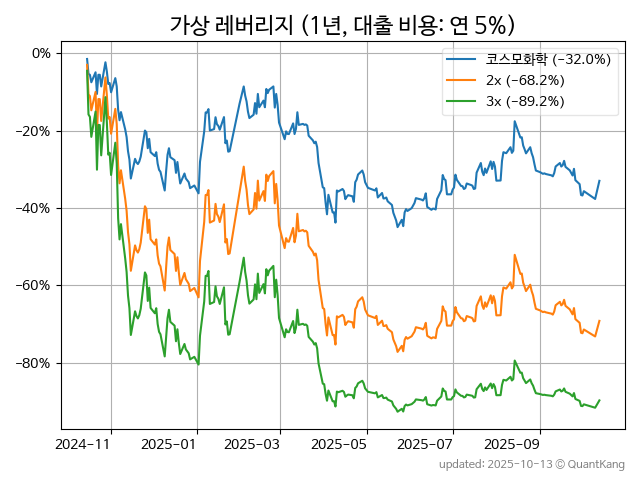 가상 레버리지 (1년, 대출 비용: 연 5%)
0%
−20%
−40%
−60%
−80%
코스모화학 (−32.0%)
2x (−68.2%)
3x (−89.2%)
2024−11 2025−01 2025−03 2025−05 2025−07 2025−09
updated: 2025-10-13 © QuantKang